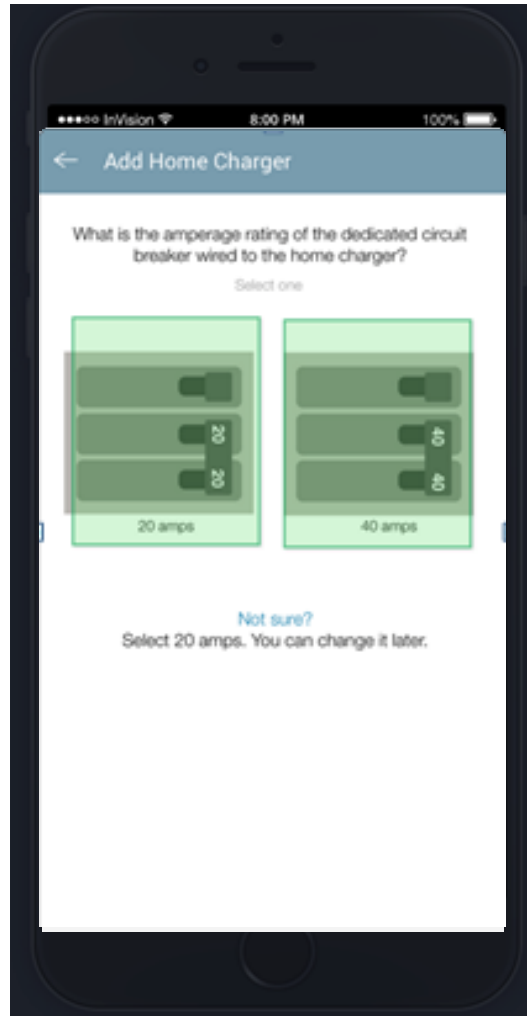 InVision 8:00 PM 100%
Add Home Charger
What is the amperage rating of the dedicated circuit
breaker wired to the home charger?
Select one
20 40
20 40
20 amps 40 amps
Not sure?
Select 20 amps. You can change it later.